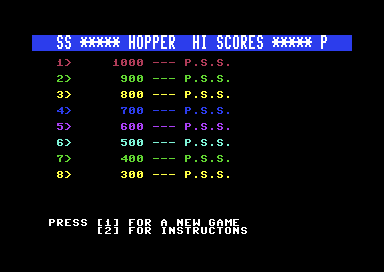 SS ***** HOPPER HI SCORES ***** P
1> 1000 --- P.S.S.
2> 900 --- P.S.S.
3> 800 --- P.S.S.
4> 700 --- P.S.S.
5> 600 --- P.S.S.
6> 500 --- P.S.S.
7> 400 --- P.S.S.
8> 300 --- P.S.S.
PRESS [1] FOR A NEW GAME
[2] FOR INSTRUCTONS